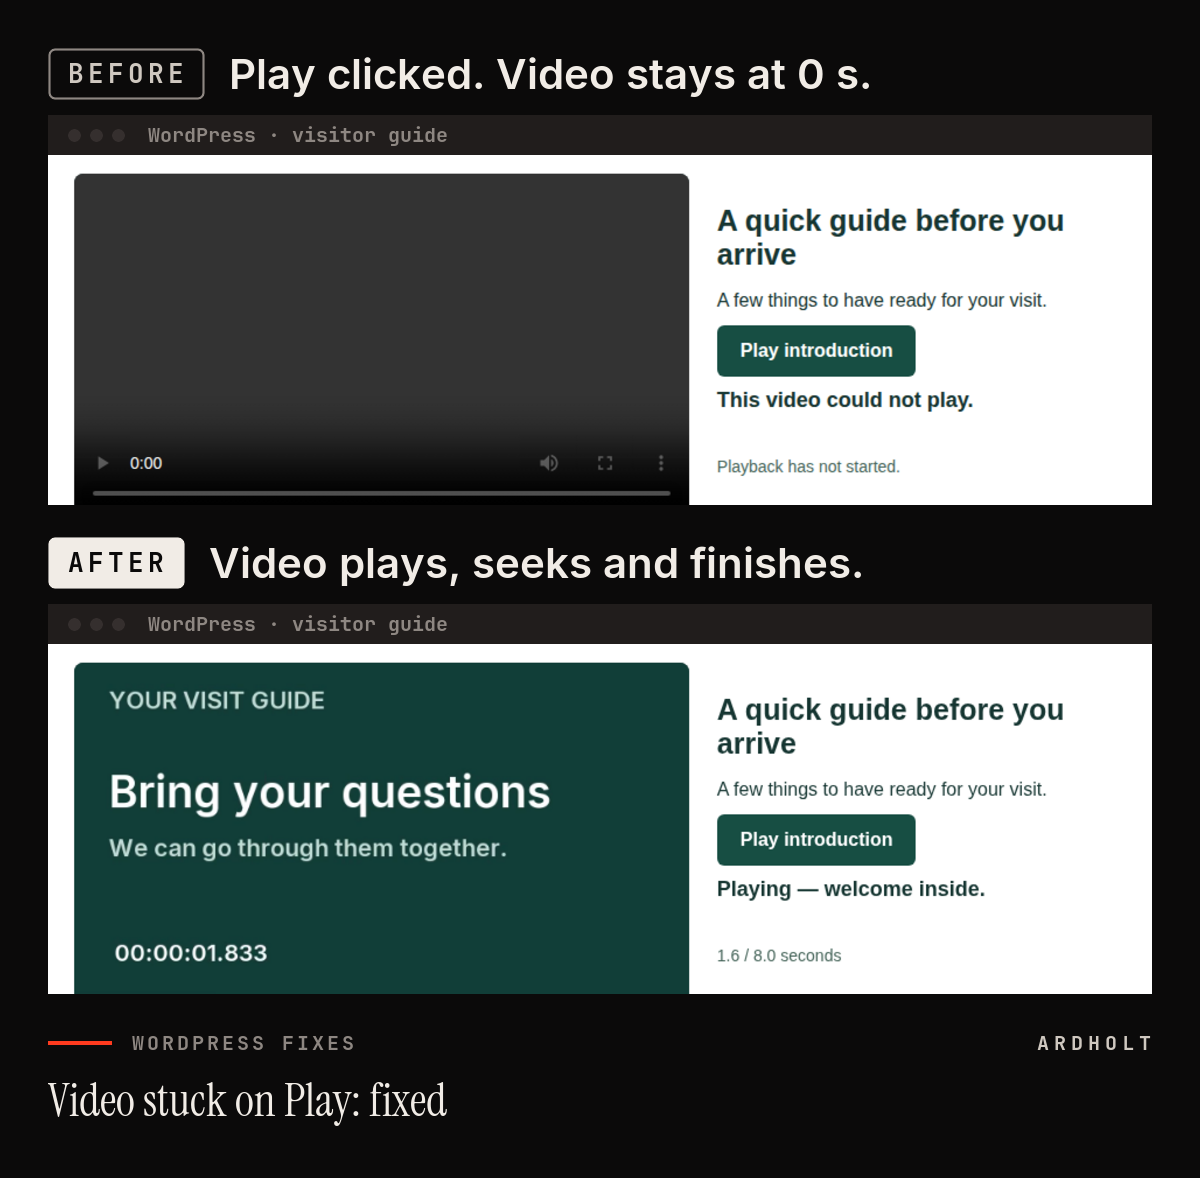 BEFORE Play clicked. Video stays at 0 s.
WordPress · visitor guide
A quick guide before you
arrive
A few things to have ready for your visit.
Play introduction
This video could not play.
0:00
Playback has not started.
AFTER Video plays, seeks and finishes.
WordPress · visitor guide
YOUR VISIT GUIDE
Bring your questions
We can go through them together.
00:00:01.833
A quick guide before you
arrive
A few things to have ready for your visit.
Play introduction
Playing — welcome inside.
1.6 / 8.0 seconds
WORDPRESS FIXES
ARDHOLT
Video stuck on Play: fixed